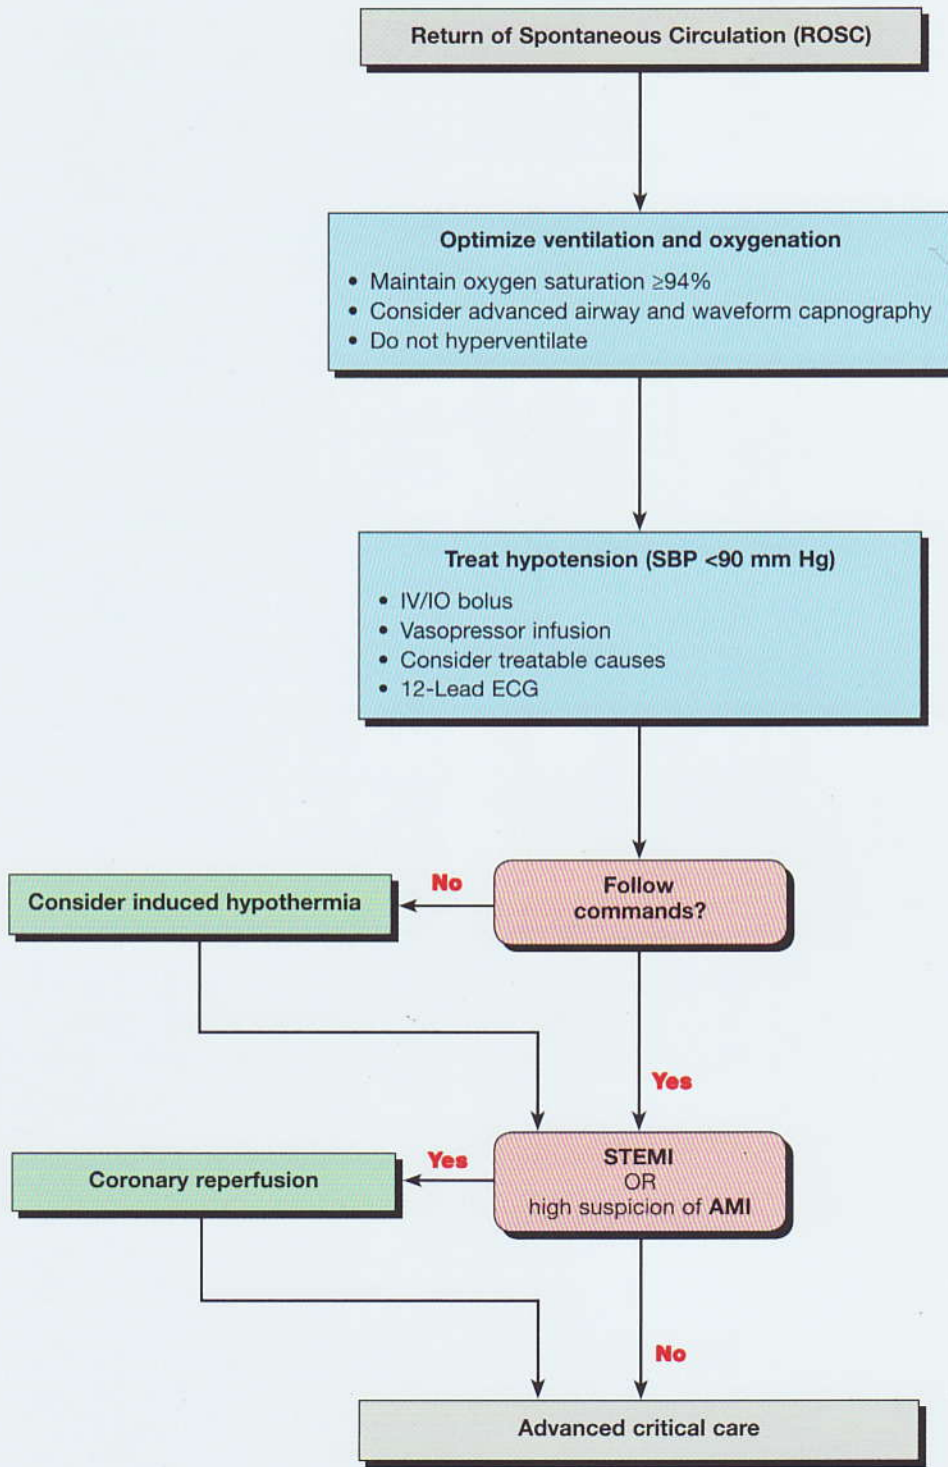 Return of Spontaneous Circulation (ROSC)
Optimize ventilation and oxygenation
• Maintain oxygen saturation ≥94%
• Consider advanced airway and waveform capnography
• Do not hyperventilate
Treat hypotension (SBP <90 mm Hg)
• IV/IO bolus
• Vasopressor infusion
• Consider treatable causes
• 12-Lead ECG
Follow
commands?
No
Consider induced hypothermia
Yes
STEMI
OR
high suspicion of AMI
Yes
Coronary reperfusion
No
Advanced critical care